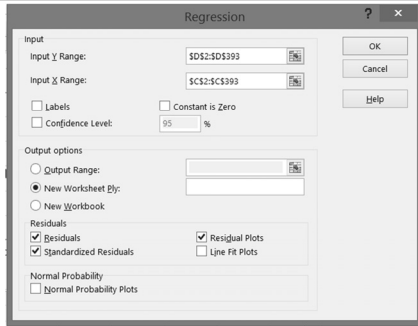 Regression ? ×
Input
Input Y Range: $D$2:$D$393
Input X Range: $C$2:$C$393
Labels Constant is Zero
Confidence Level: 95 %
OK
Cancel
Help
Output options
Output Range:
New Worksheet Ply:
New Workbook
Residuals
Residuals Residual Plots
Standardized Residuals Line Fit Plots
Normal Probability
Normal Probability Plots